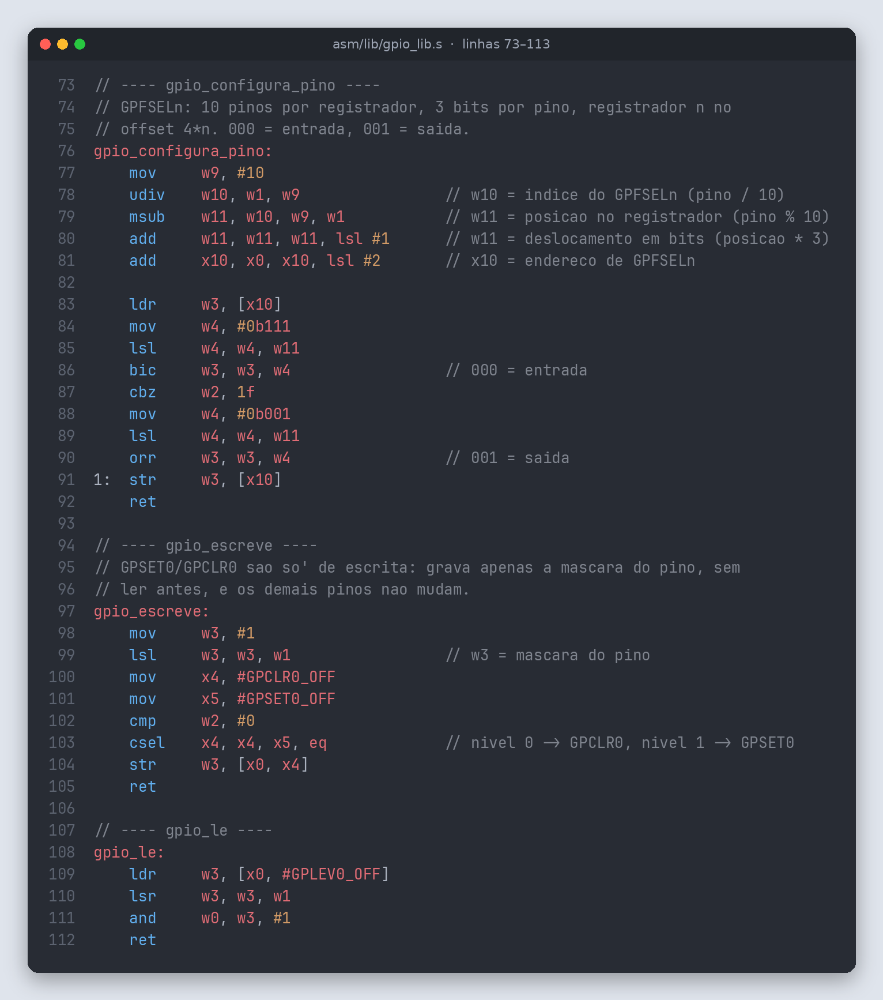 asm/lib/gpio_lib.s · linhas 73–113
73 // ---- gpio_configura_pino ----
74 // GPFSELn: 10 pinos por registrador, 3 bits por pino, registrador n no
75 // offset 4*n. 000 = entrada, 001 = saida.
76 gpio_configura_pino:
77     mov     w9, #10
78     udiv    w10, w1, w9                // w10 = indice do GPFSELn (pino / 10)
79     msub    w11, w10, w9, w1           // w11 = posicao no registrador (pino % 10)
80     add     w11, w11, w11, lsl #1      // w11 = deslocamento em bits (posicao * 3)
81     add     x10, x0, x10, lsl #2       // x10 = endereco de GPFSELn
82
83     ldr     w3, [x10]
84     mov     w4, #0b111
85     lsl     w4, w4, w11
86     bic     w3, w3, w4                 // 000 = entrada
87     cbz     w2, 1f
88     mov     w4, #0b001
89     lsl     w4, w4, w11
90     orr     w3, w3, w4                 // 001 = saida
91 1:  str     w3, [x10]
92     ret
93
94 // ---- gpio_escreve ----
95 // GPSET0/GPCLR0 sao so' de escrita: grava apenas a mascara do pino, sem
96 // ler antes, e os demais pinos nao mudam.
97 gpio_escreve:
98     mov     w3, #1
99     lsl     w3, w3, w1                 // w3 = mascara do pino
100     mov     x4, #GPCLR0_OFF
101     mov     x5, #GPSET0_OFF
102     cmp     w2, #0
103     csel    x4, x4, x5, eq             // nivel 0 -> GPCLR0, nivel 1 -> GPSET0
104     str     w3, [x0, x4]
105     ret
106
107 // ---- gpio_le ----
108 gpio_le:
109     ldr     w3, [x0, #GPLEV0_OFF]
110     lsr     w3, w3, w1
111     and     w0, w3, #1
112     ret